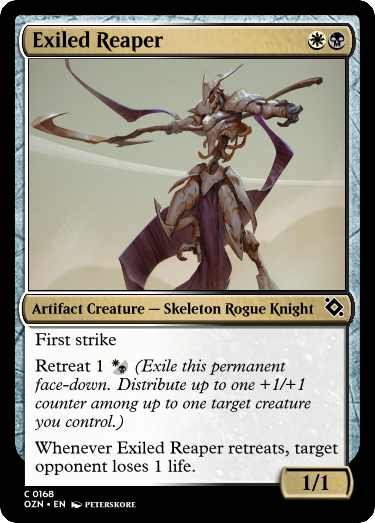 Exiled Reaper
Artifact Creature — Skeleton Rogue Knight
First strike
Retreat 1 (Exile this permanent
face-down. Distribute up to one +1/+1
counter among up to one target creature
you control.)
Whenever Exiled Reaper retreats, target
opponent loses 1 life.
1/1
C 0168
OZN • EN PETERSKORE